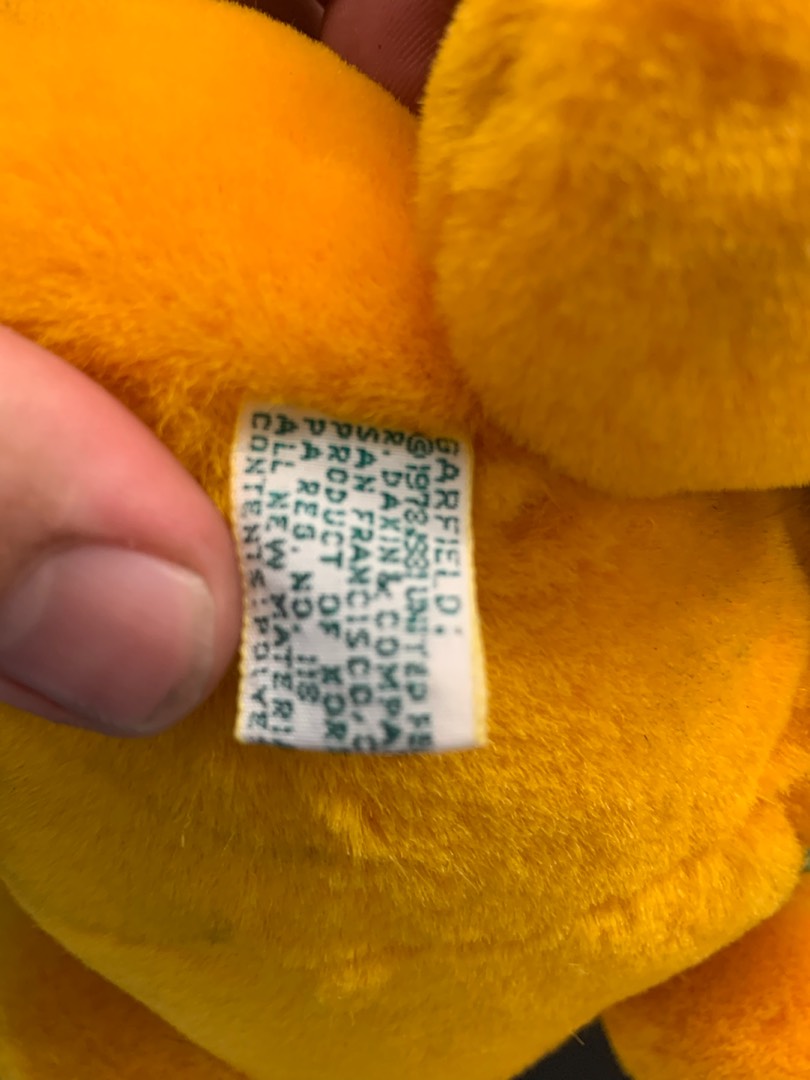 GARFIELD:
©1978,1981 UNITED FE
R. DAKIN & COMPA
SAN FRANCISCO, C
PRODUCT OF KOR
PA REG. NO. 118
ALL NEW MATERI
CONTENTS: POLYE